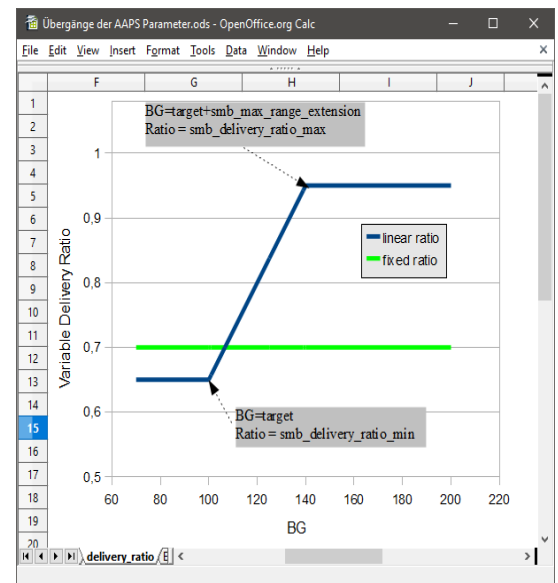 Übergänge der AAPS Parameter.ods - OpenOffice.org Calc
File Edit View Insert Format Tools Data Window Help
F G H I J
1
2
3
4
5
6
7
8
9
10
11
12
13
14
15
16
17
18
19
20
BG=target+smb_max_range_extension
Ratio = smb_delivery_ratio_max
1
0,9
0,8
0,7
0,6
0,5
Variable Delivery Ratio
linear ratio
fixed ratio
BG=target
Ratio = smb_delivery_ratio_min
60 80 100 120 140 160 180 200 220
BG
delivery_ratio